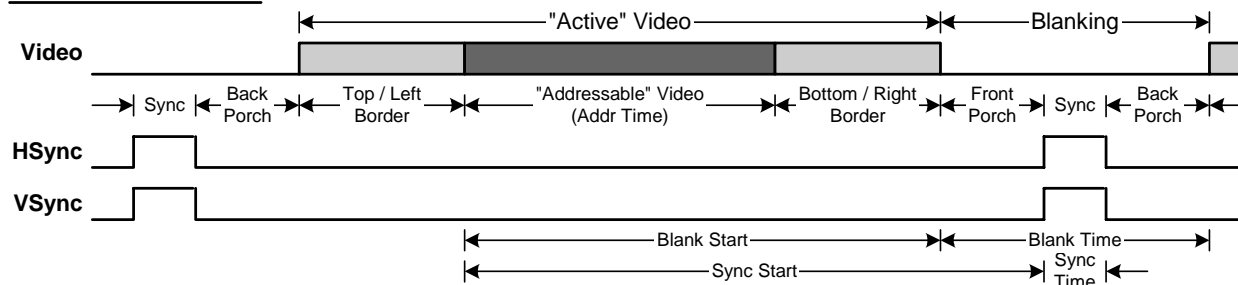 "Active" Video
Blanking
Video
Sync
Back
Porch
Top / Left
Border
"Addressable" Video
(Addr Time)
Bottom / Right
Border
Front
Porch
Sync
Back
Porch
HSync
VSync
Blank Start
Blank Time
Sync Start
Sync
Time